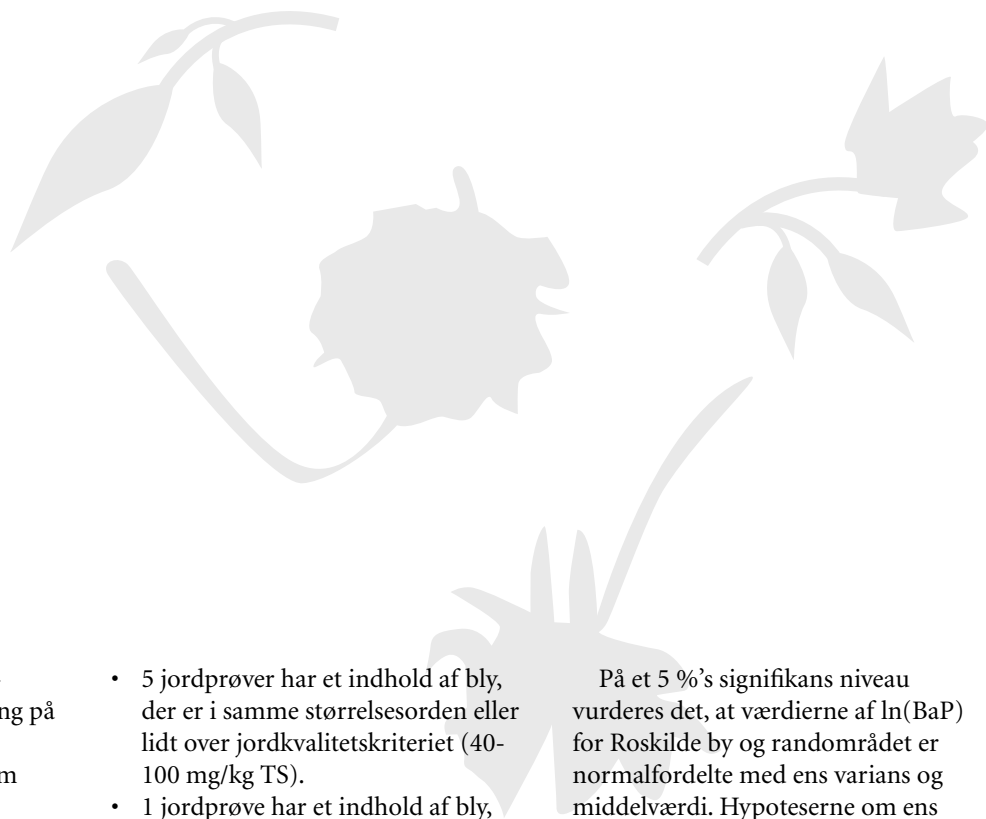 ng på
m
• 5 jordprøver har et indhold af bly,
der er i samme størrelsesorden eller
lidt over jordkvalitetskriteriet (40-
100 mg/kg TS).
• 1 jordprøve har et indhold af bly,
På et 5 %'s signifikans niveau
vurderes det, at værdierne af ln(BaP)
for Roskilde by og randområdet er
normalfordelte med ens varians og
middelværdi. Hypoteserne om ens